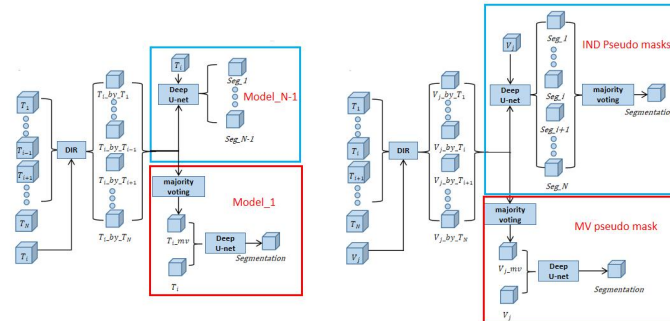 T_1
T_{i-1}
T_{i+1}
T_N
T_i
DIR
T_i_by_T_1
T_i_by_T_{i-1}
T_i_by_T_{i+1}
T_i_by_T_N
T_i
Deep
U-net
Seg_1
Seg_N-1
Model_N-1
majority
voting
Model_1
T_i_mv
T_i
Deep
U-net
Segmentation
T_1
T_i
T_{i+1}
T_N
V_j
DIR
V_j_by_T_1
V_j_by_T_i
V_j_by_T_{i+1}
V_j_by_T_N
V_j
Deep
U-net
Seg_1
Seg_i
Seg_i+1
Seg_N
IND Pseudo masks
majority
voting
Segmentation
majority
voting
MV pseudo mask
V_j_mv
V_j
Deep
U-net
Segmentation